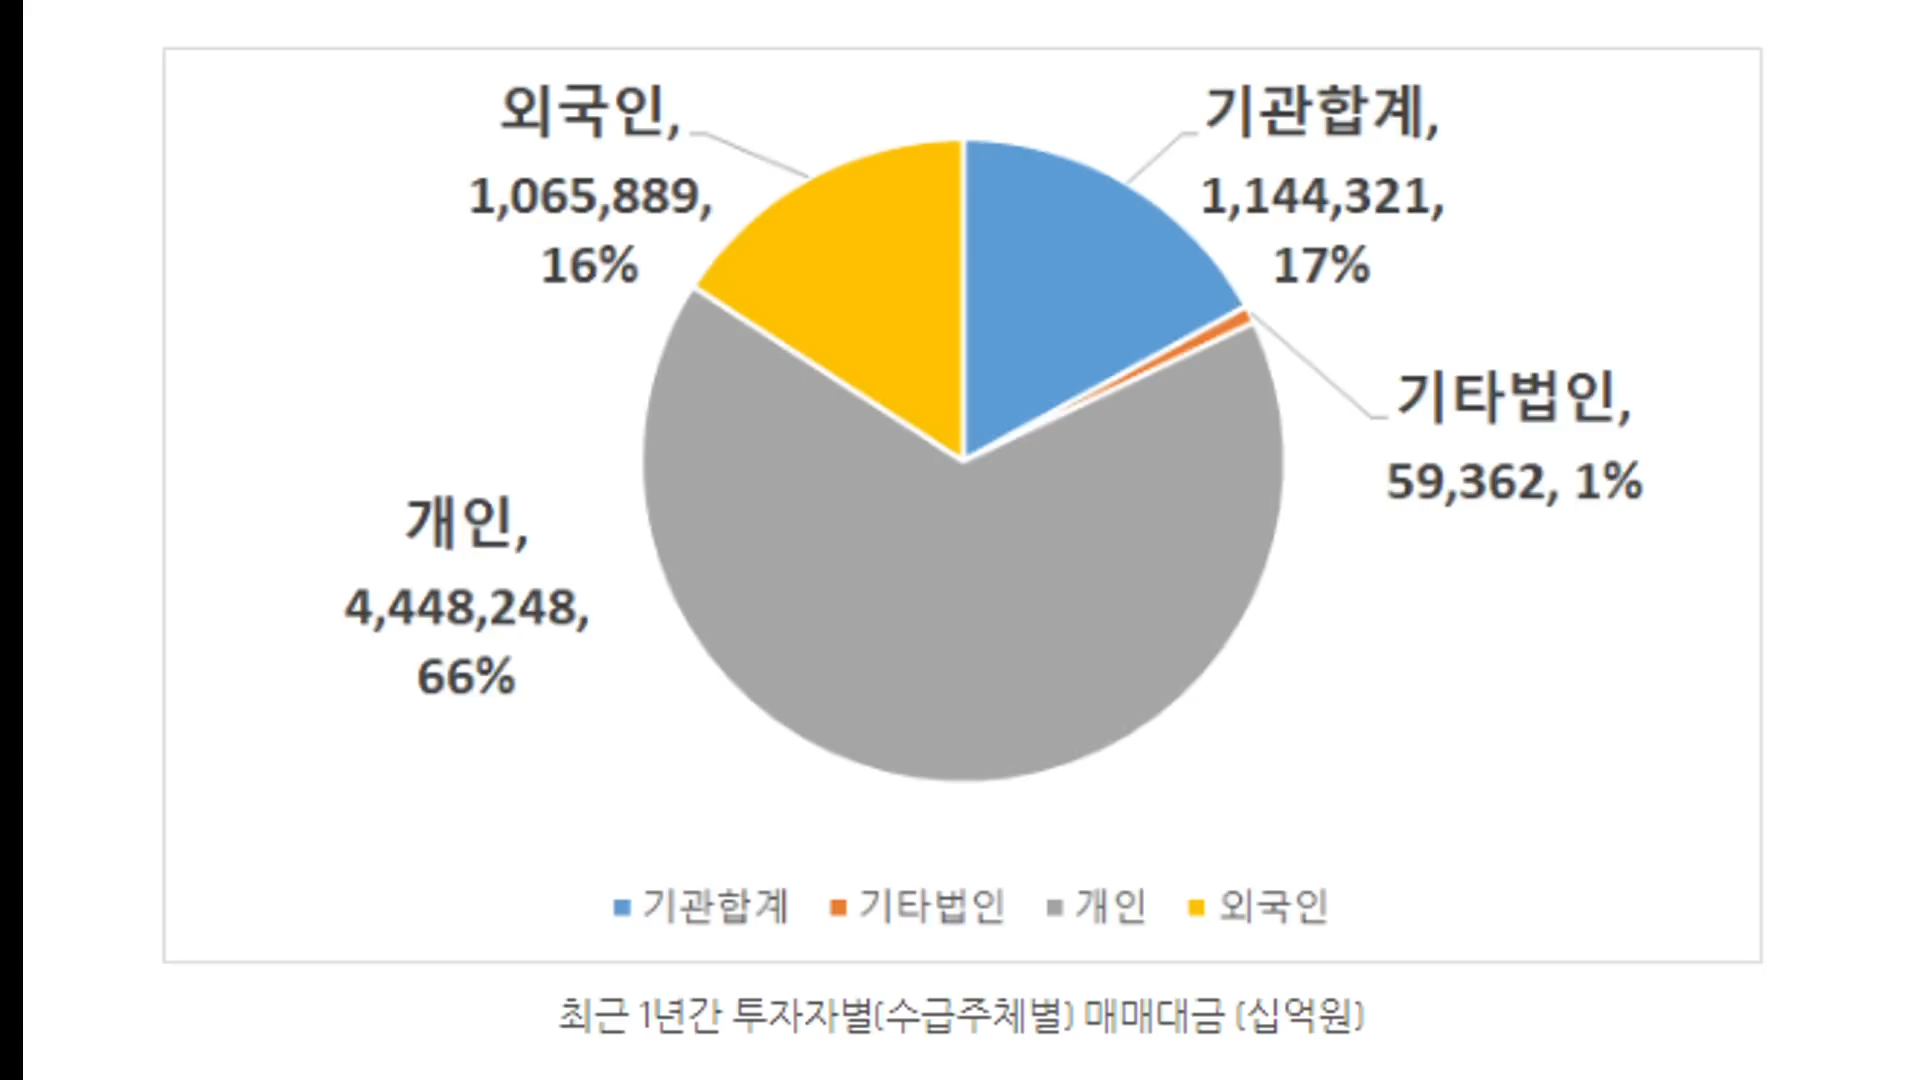 외국인,
1,065,889,
16%
기관합계,
1,144,321,
17%
기타법인,
59,362, 1%
개인,
4,448,248,
66%
기관합계 기타법인 개인 외국인
최근 1년간 투자자별(수급주체별) 매매대금 (십억원)